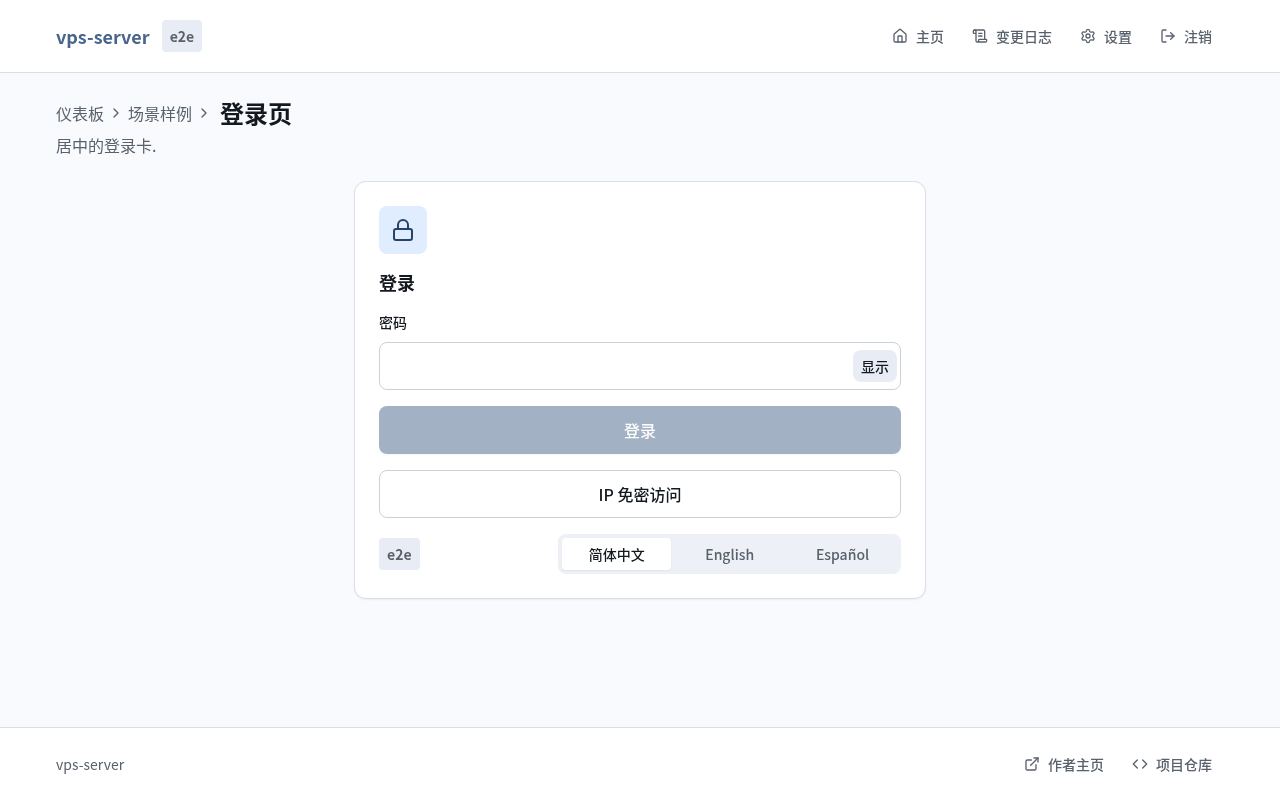 vps-server e2e 主页 变更日志 设置 注销
仪表板 场景样例 登录页
居中的登录卡.
登录
密码
显示
登录
IP 免密访问
e2e 简体中文 English Español
vps-server 作者主页 项目仓库